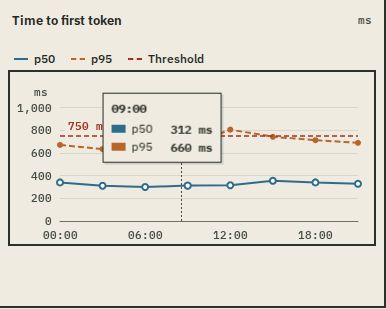 Time to first token ms
p50 p95 Threshold
ms
1,000
750 m
800
600
400
200
0
09:00
p50 312 ms
p95 660 ms
00:00 06:00 12:00 18:00